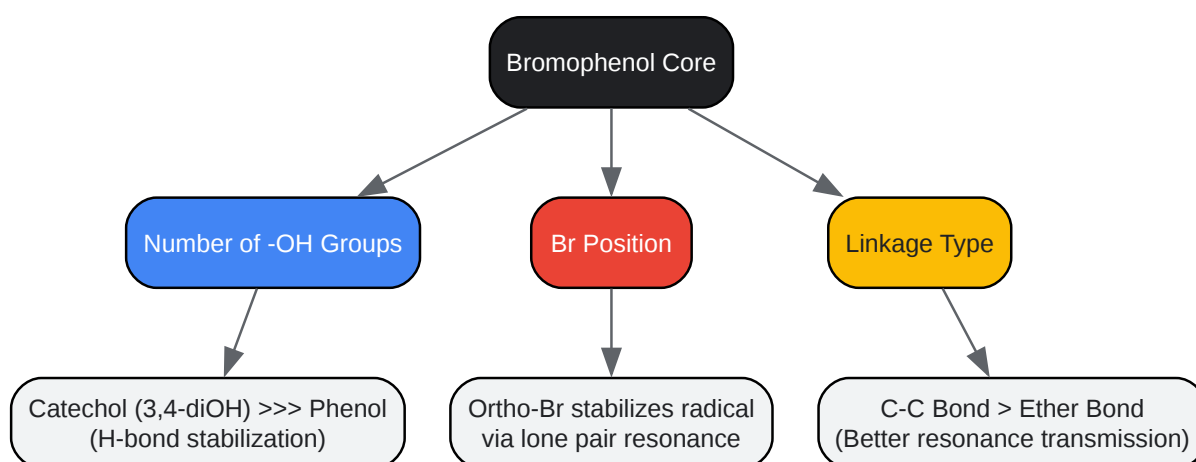 Bromophenol Core
Number of -OH Groups
Br Position
Linkage Type
Catechol (3,4-diOH) >>> Phenol
(H-bond stabilization)
Ortho-Br stabilizes radical
via lone pair resonance
C-C Bond > Ether Bond
(Better resonance transmission)